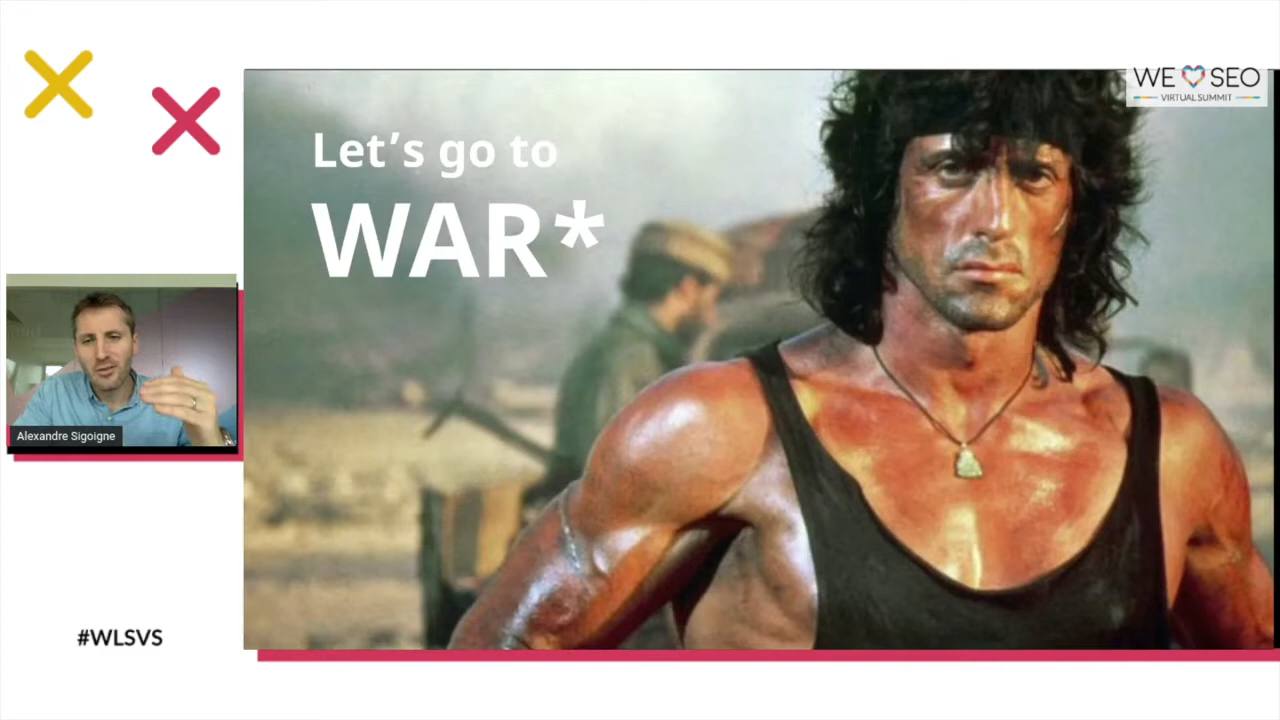 WE SEO
VIRTUAL SUMMIT
Let’s go to
WAR*
Alexandre Sigoigne
#WLSVS